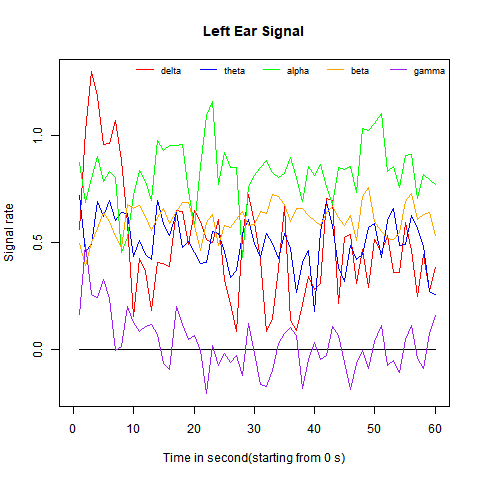 Left Ear Signal
delta theta alpha beta gamma
Signal rate
1.0
0.5
0.0
0 10 20 30 40 50 60
Time in second(starting from 0 s)